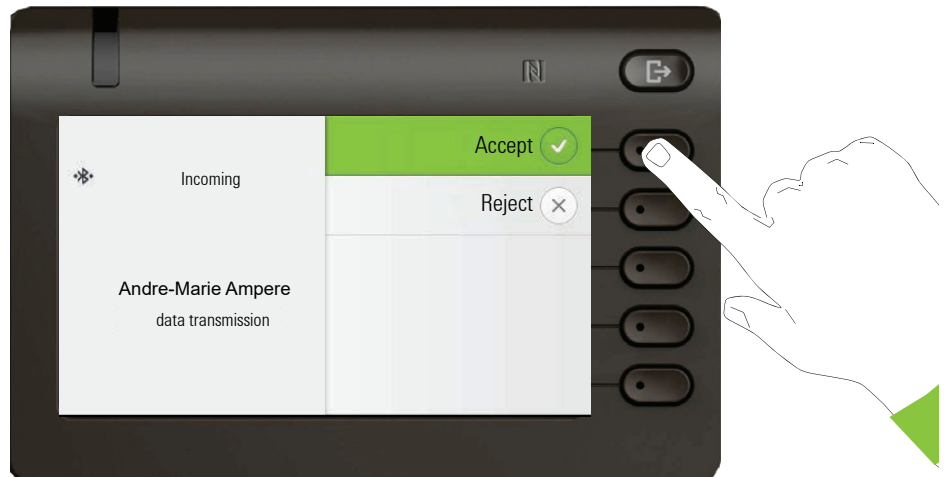 Accept
Incoming
Reject
Andre-Marie Ampere
data transmission